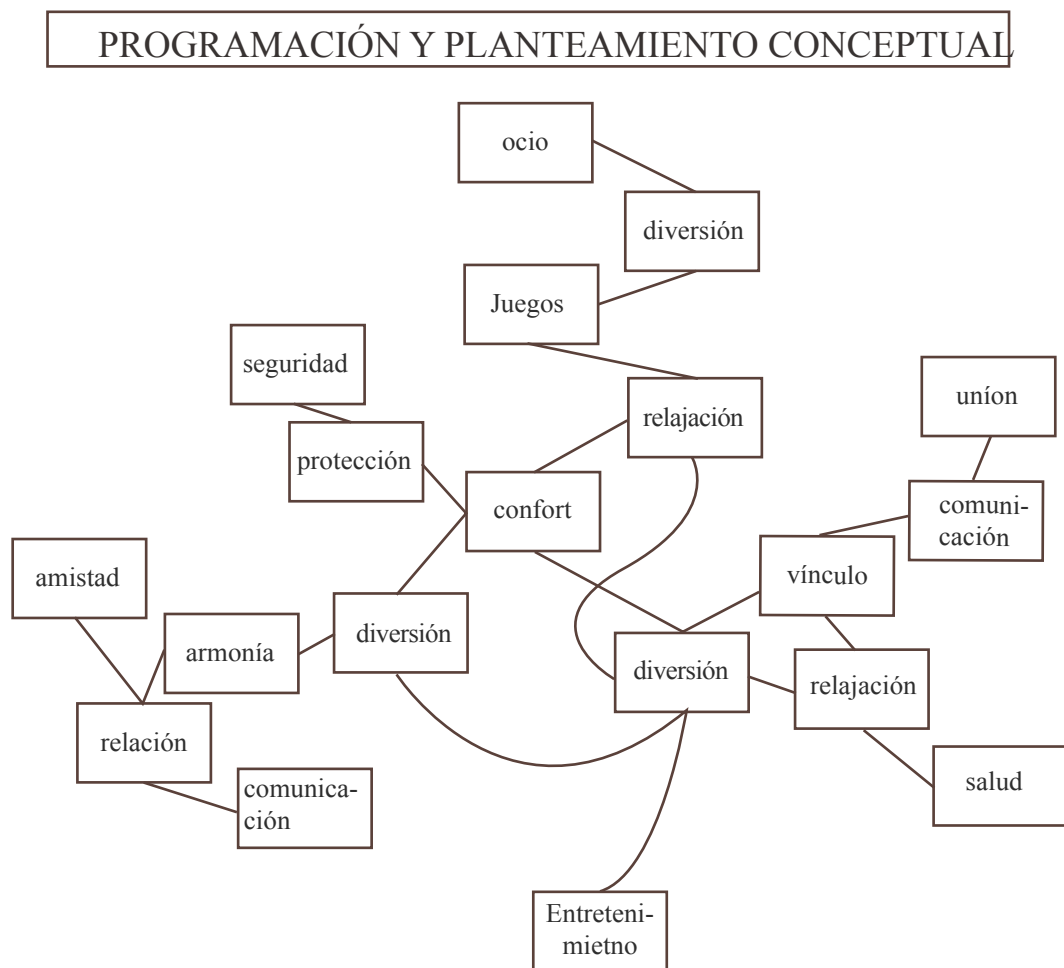 PROGRAMACIÓN Y PLANTEAMIENTO CONCEPTUAL
ocio
diversión
Juegos
seguridad
relajación
uníon
protección
confort
comuni-
cación
amistad
vínculo
armonía
diversión
diversión
relajación
relación
comunica-
ción
salud
Entreteni-
mietno